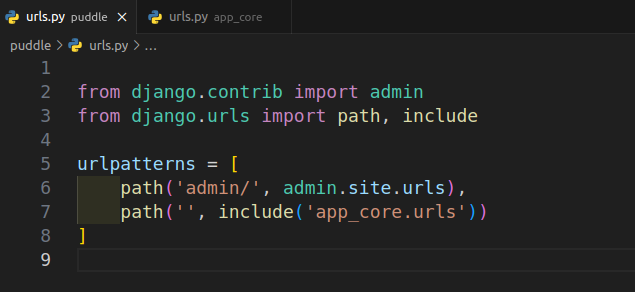 urls.py puddle × urls.py app_core
puddle > urls.py > ...
1
2 from django.contrib import admin
3 from django.urls import path, include
4
5 urlpatterns = [
6     path('admin/', admin.site.urls),
7     path('', include('app_core.urls'))
8 ]
9